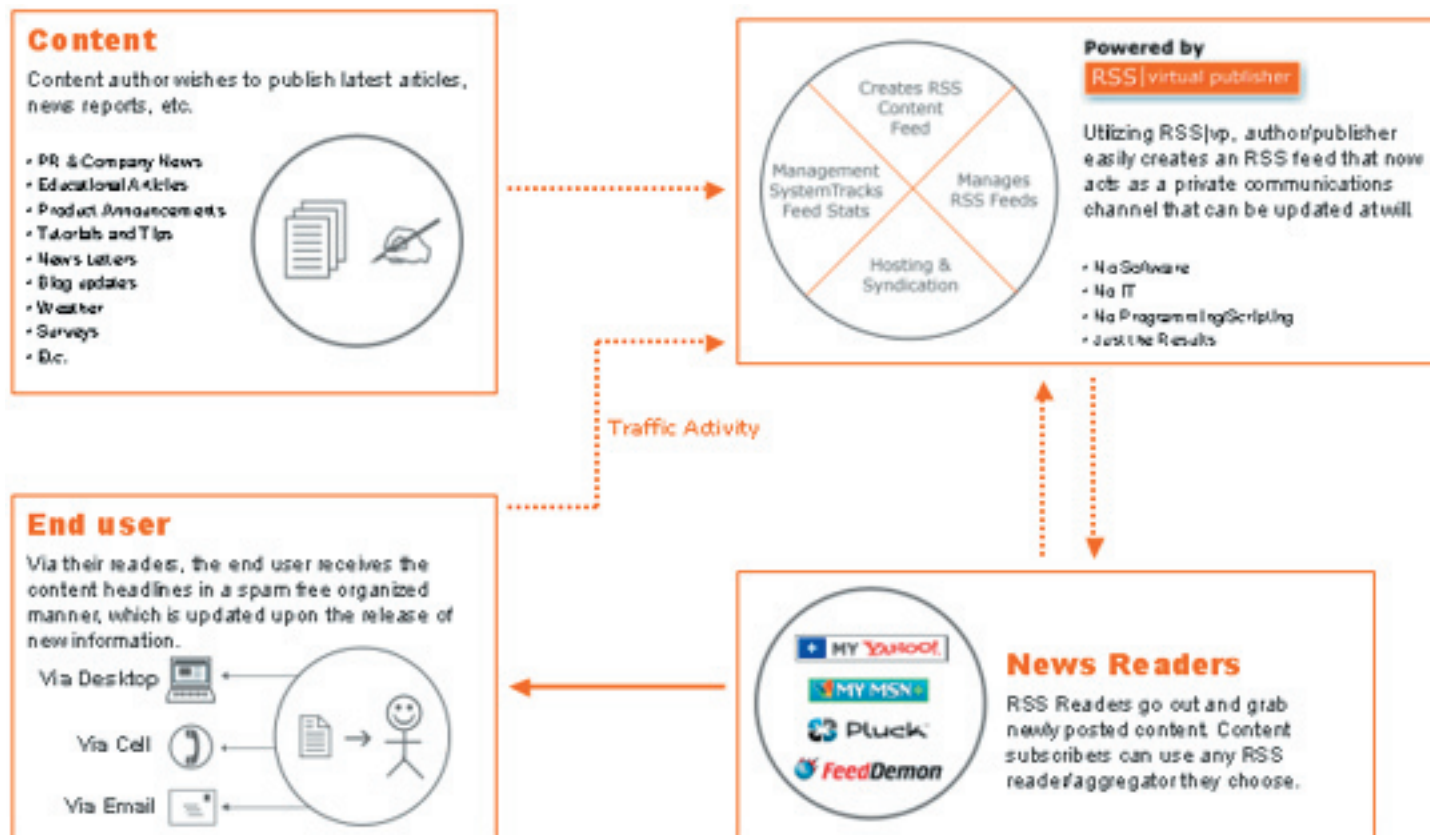 Content
Content author wishes to publish latest articles,
news reports, etc.
- PR & Company News
- Educational Articles
- Product Announcements
- Tutorials and Tips
- News Letters
- Blog updates
- Weather
- Surveys
- Etc.
Creates RSS
Content
Feed
Management
SystemTracks
Feed Stats
Manages
RSS Feeds
Hosting &
Syndication
Powered by
RSS|virtual publisher
Utilizing RSS|vp, author/publisher
easily creates an RSS feed that now
acts as a private communications
channel that can be updated at will
- No Software
- No IT
- No Programming/Scripting
- Just the Results
Traffic Activity
End user
Via their readers, the end user receives the
content headlines in a spam free organized
manner, which is updated upon the release of
new information.
Via Desktop
Via Cell
Via Email
+ MY YAHOO!
MY MSN+
Pluck
FeedDemon
News Readers
RSS Readers go out and grab
newly posted content. Content
subscribers can use any RSS
reader/aggregator they choose.